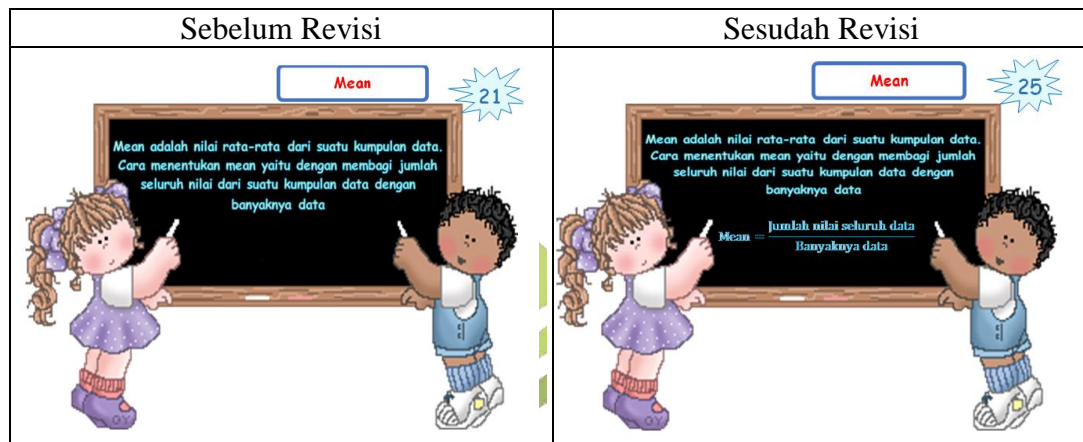 Sebelum Revisi
Sesudah Revisi
Mean
21
Mean adalah nilai rata-rata dari suatu kumpulan data.
Cara menentukan mean yaitu dengan membagi jumlah
seluruh nilai dari suatu kumpulan data dengan
banyaknya data
Mean
25
Mean adalah nilai rata-rata dari suatu kumpulan data.
Cara menentukan mean yaitu dengan membagi jumlah
seluruh nilai dari suatu kumpulan data dengan
banyaknya data
Mean = Jumlah nilai seluruh data
Banyaknya data